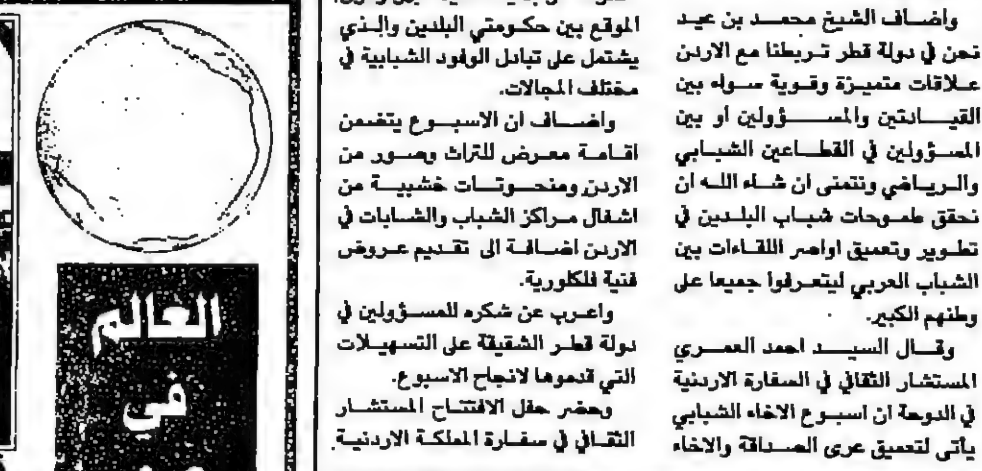 واضاف الشيخ محمد بن عيد
نحن في دولة قطر تربطنا مع الاردن
علاقات متميزة وقوية سواء بين
القيادتين والمسؤولين أو بين
المسؤولين في القطاعين الشبابي
والرياضي ونتمنى ان شاء الله ان
نحقق طموحات شباب البلدين في
تطوير وتعميق اواصر اللقاءات بين
الشباب العربي ليتعرفوا جميعا على
وطنهم الكبير.
وقال السيد احمد العمري
المستشار الثقافي في السفارة الاردنية
في الدوحة ان اسبوع الاخاء الشبابي
يأتى لتعميق عرى الصداقة والاخاء
الموقع بين حكومتي البلدين والذي
يشتمل على تبادل الوفود الشبابية في
مختلف المجالات.
واضاف ان الاسبوع يتضمن
اقامة معرض للتراث وصور من
الاردن ومنحوتات خشبية من
اشغال مراكز الشباب والشابات في
الاردن اضافة الى تقديم عروض
فنية فلكلورية.
واعرب عن شكره للمسؤولين في
دولة قطر الشقيقة على التسهيلات
التي قدموها لانجاح الاسبوع.
وحضر حفل الافتتاح المستشار
الثقافي في سفارة المملكة الاردنية
العالم
في